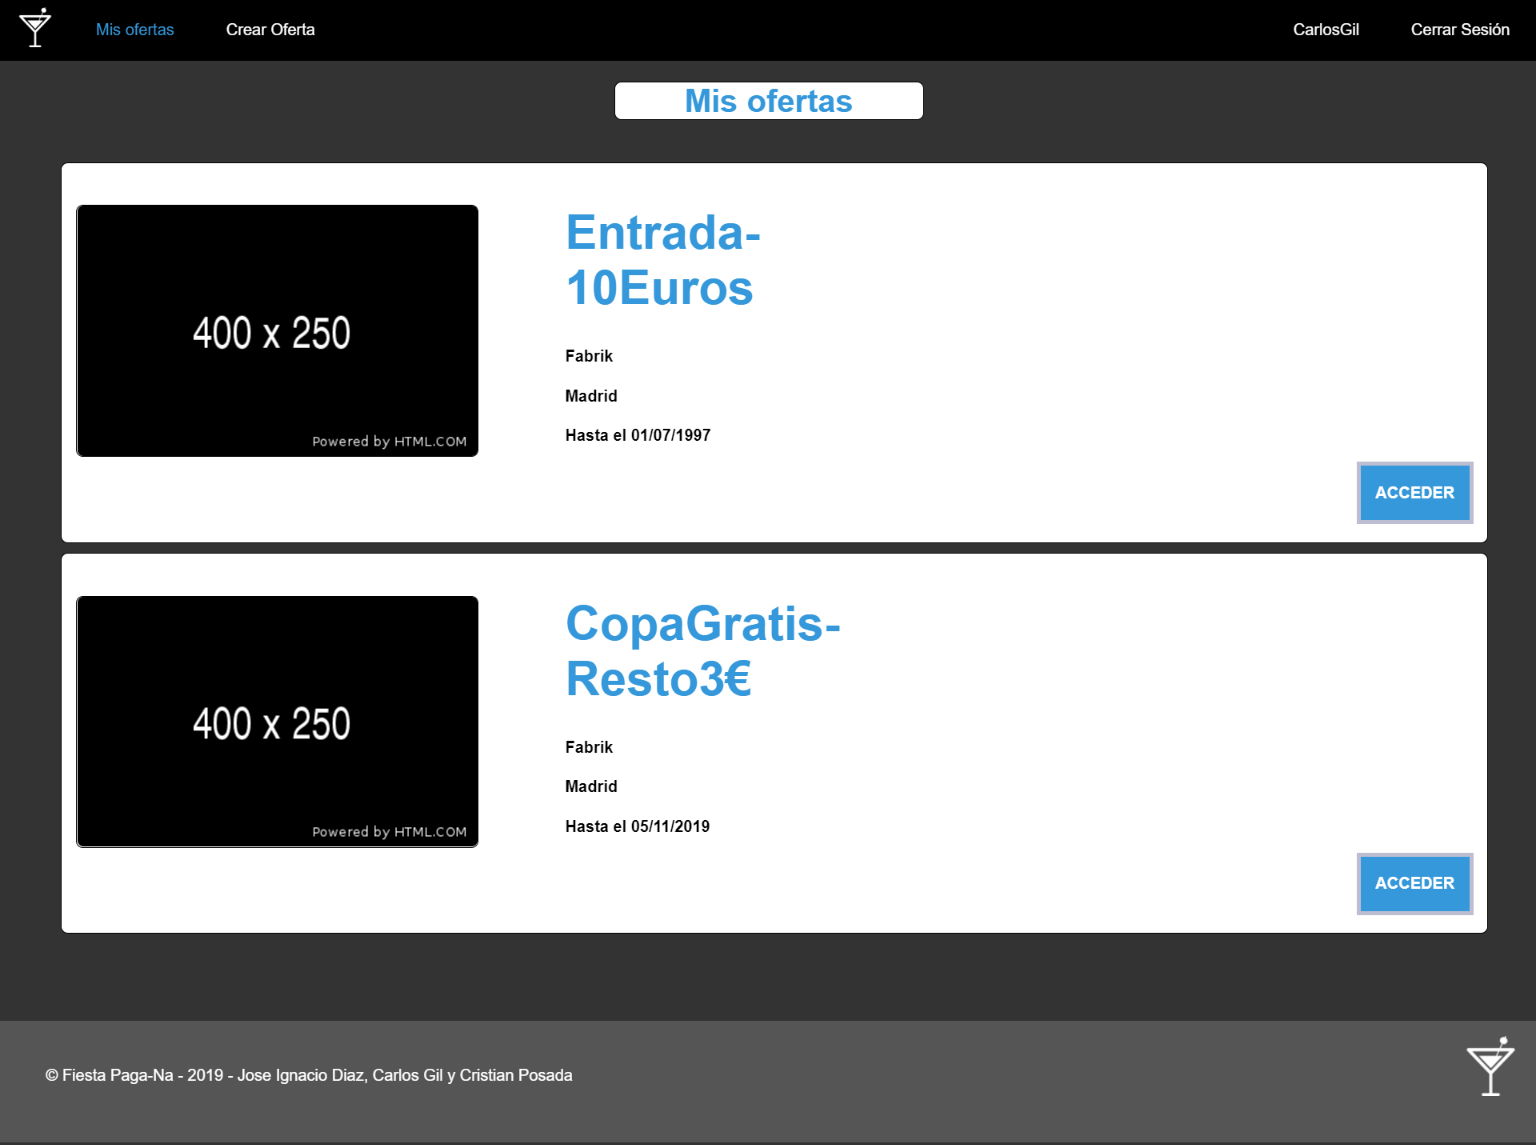 Mis ofertas
Crear Oferta
CarlosGil
Cerrar Sesión
Mis ofertas
400 x 250
Powered by HTML.COM
Entrada-
10Euros
Fabrik
Madrid
Hasta el 01/07/1997
ACCEDER
400 x 250
Powered by HTML.COM
CopaGratis-
Resto3€
Fabrik
Madrid
Hasta el 05/11/2019
ACCEDER
© Fiesta Paga-Na - 2019 - Jose Ignacio Diaz, Carlos Gil y Cristian Posada